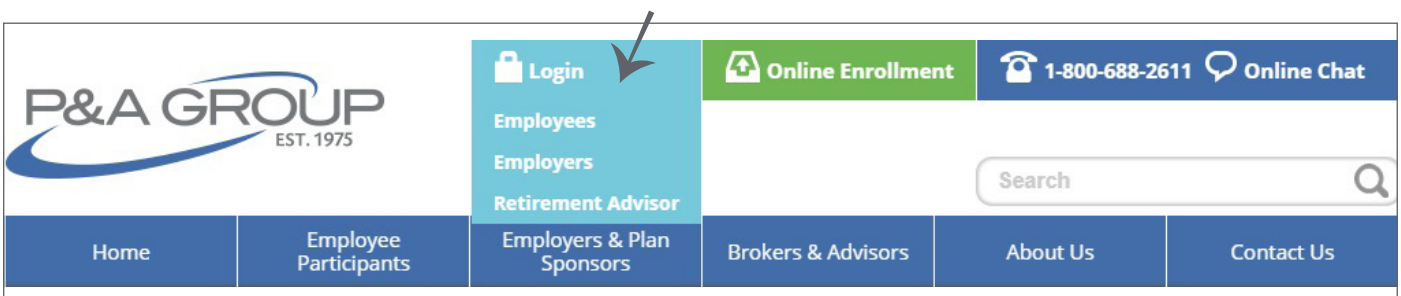 P&A GROUP
EST. 1975
Login
Employees
Employers
Retirement Advisor
Online Enrollment
1-800-688-2611 Online Chat
Search
Home
Employee
Participants
Employers & Plan
Sponsors
Brokers & Advisors
About Us
Contact Us